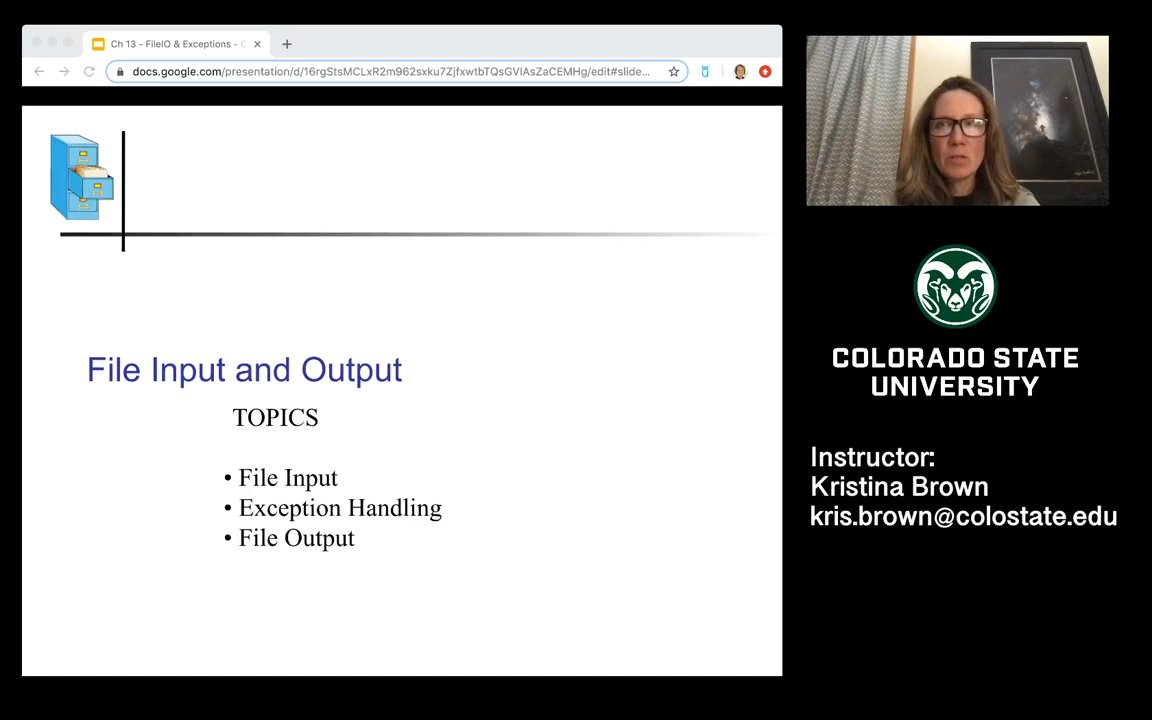 Ch 13 - FileIO & Exceptions - G
docs.google.com/presentation/d/16rgStsMCLxR2m962sxku7ZjfxwtbTQsGVlAsZaCEMHg/edit#slide...
File Input and Output
TOPICS
• File Input
• Exception Handling
• File Output
COLORADO STATE
UNIVERSITY
Instructor:
Kristina Brown
kris.brown@colostate.edu